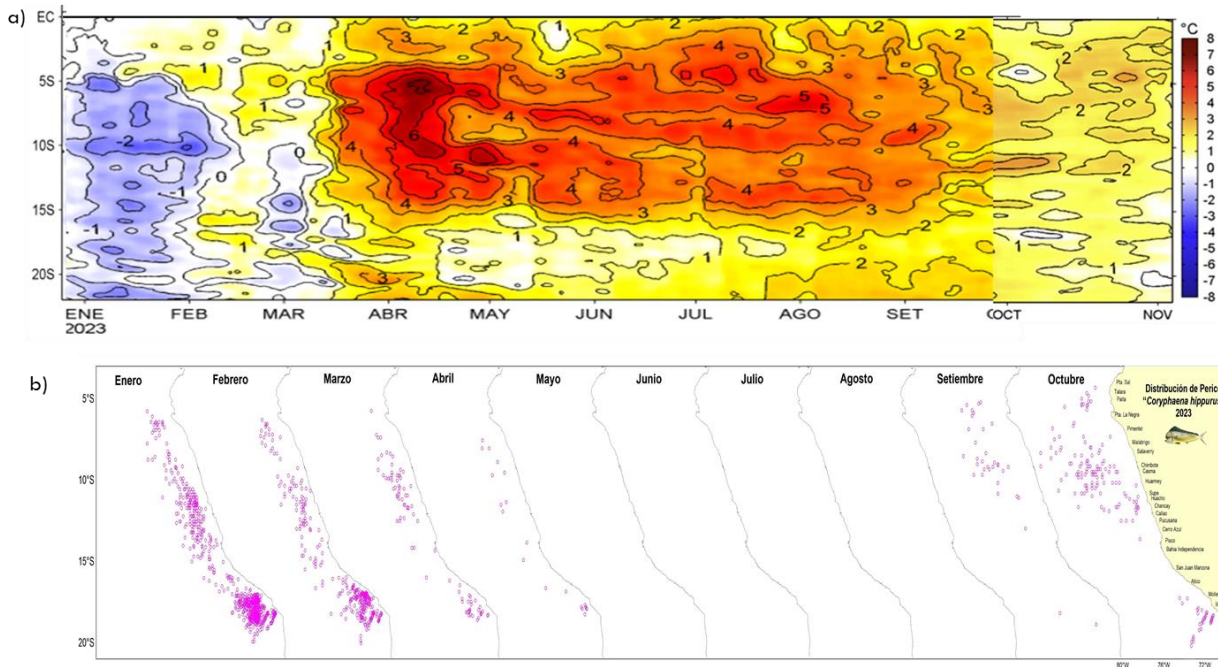 a)
EC
5S
10S
15S
20S
ENE FEB MAR ABR MAY JUN JUL AGO SET OCT NOV
2023
°C
8
7
6
5
4
3
2
1
0
-1
-2
-3
-4
-5
-6
-7
-8
b)
Enero Febrero Marzo Abril Mayo Junio Julio Agosto Setiembre Octubre
5°S
10°S
15°S
20°S
Distribución de Perico
"Coryphaena hippurus
2023
Pta. Sal
Talara
Paita
Pta. La Negra
Pimentel
Malabrigo
Salaverry
Chimbote
Casma
Huarmey
Supe
Huacho
Chancay
Callao
Pucusana
Cerro Azul
Pisco
Bahia Independencia
San Juan Marcona
Atico
80°W 76°W 72°W